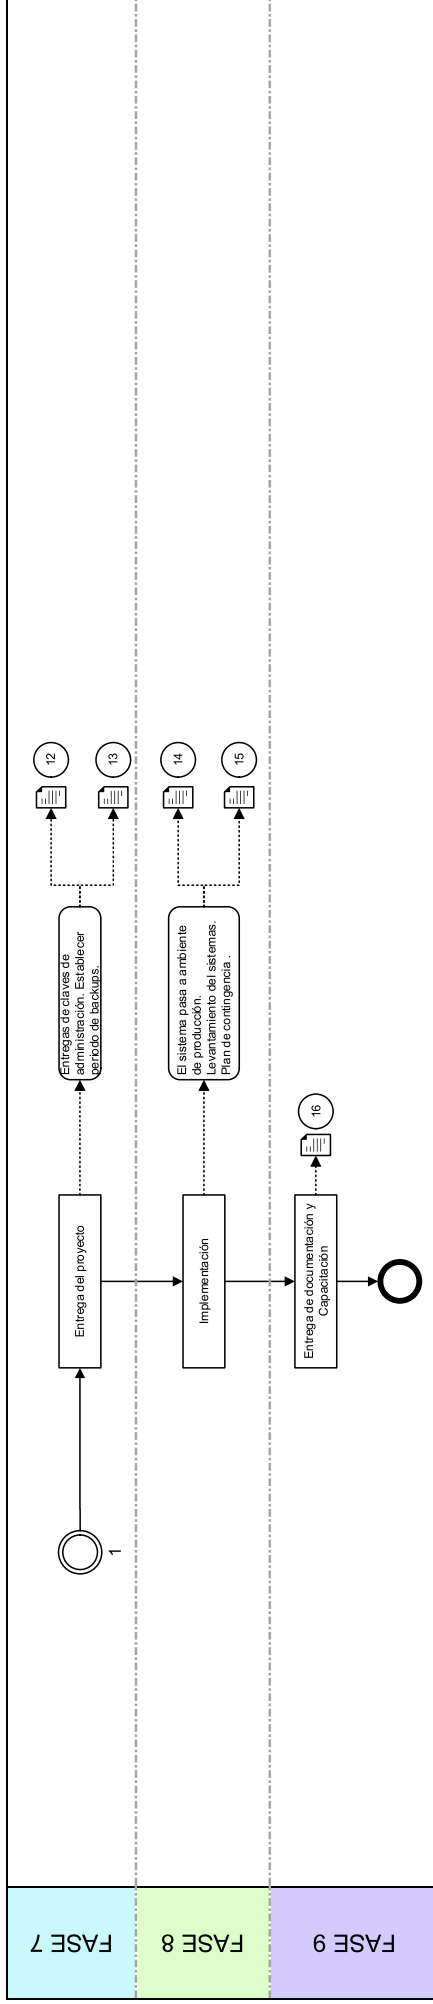 FASE 7
1
Entrega del proyecto
Entregas de claves de
administración. Establecer
periodo de backups.
12
13
FASE 8
Implementación
El sistema pasa a ambiente
de producción.
Levantamiento del sistemas.
Plan de contingencia .
14
15
FASE 9
Entrega de documentación y
Capacitación
16